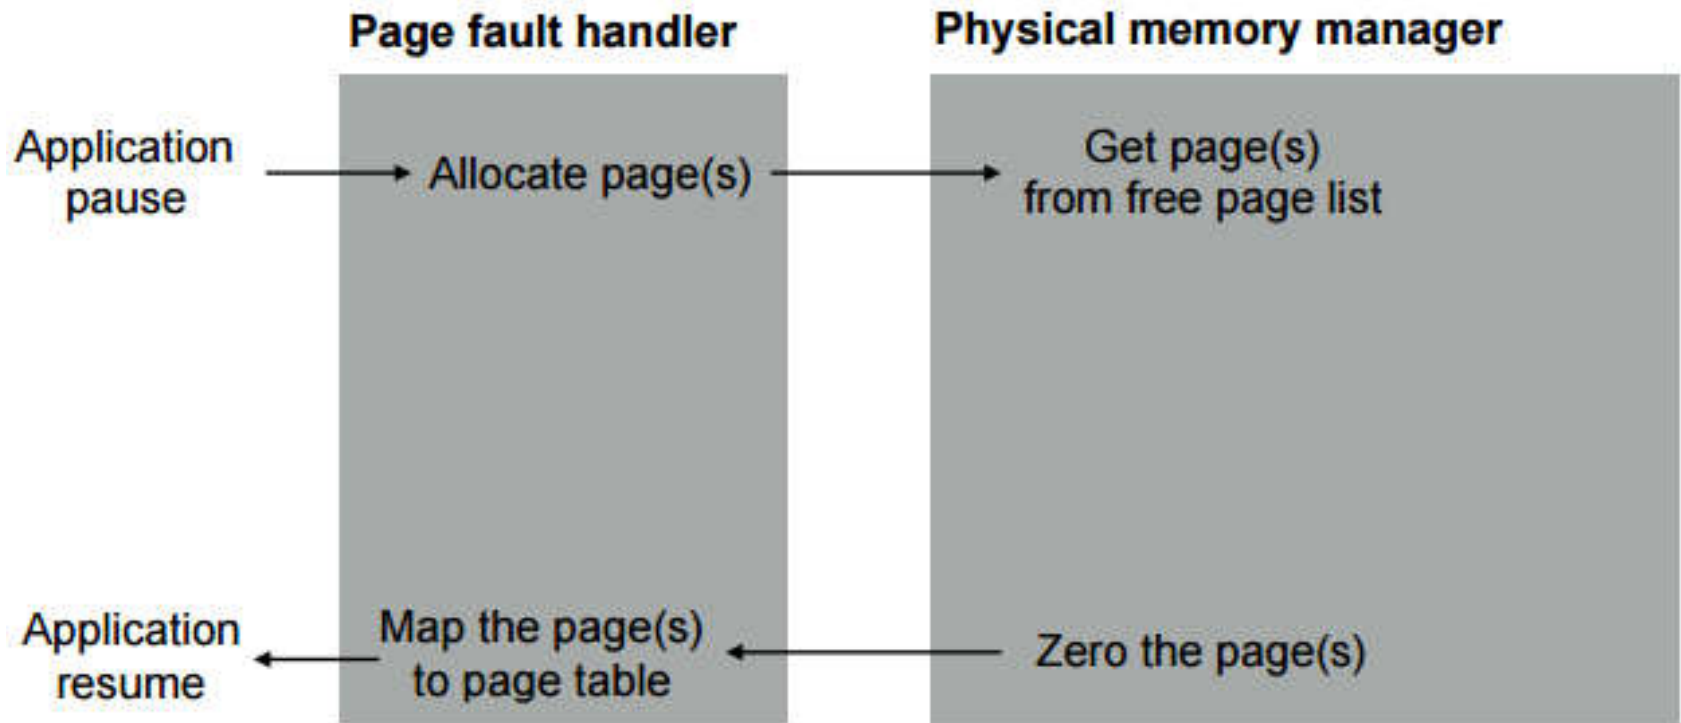 Page fault handler
Physical memory manager
Application
pause
Allocate page(s)
Get page(s)
from free page list
Application
resume
Map the page(s)
to page table
Zero the page(s)